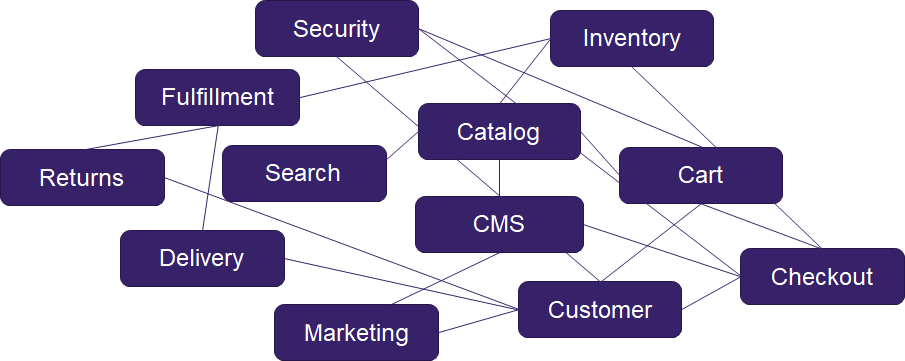 Security
Inventory
Fulfillment
Catalog
Search
Returns
Cart
CMS
Delivery
Checkout
Customer
Marketing